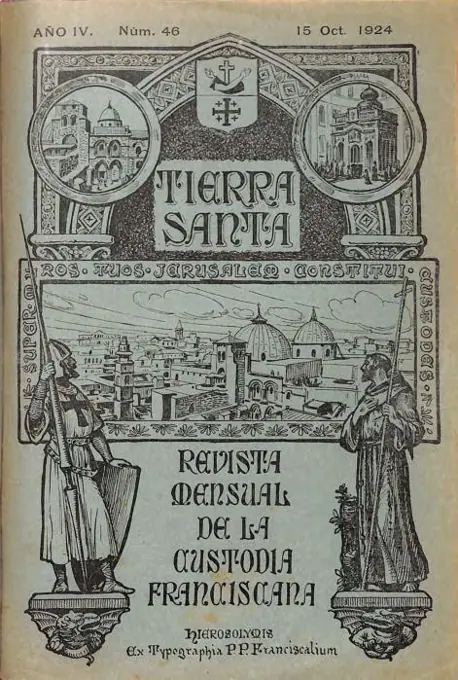 AÑO IV. Núm. 46 15 Oct. 1924
TIERRA
SANTA
SUPER · MUROS · TUOS · JERUSALEM · CONSTITUI · CUSTODES
REVISTA
MENSUAL
DE LA
CUSTODIA
FRANCISCANA
HIEROSOLYMIS
Ex Typographia P P. Franciscalium